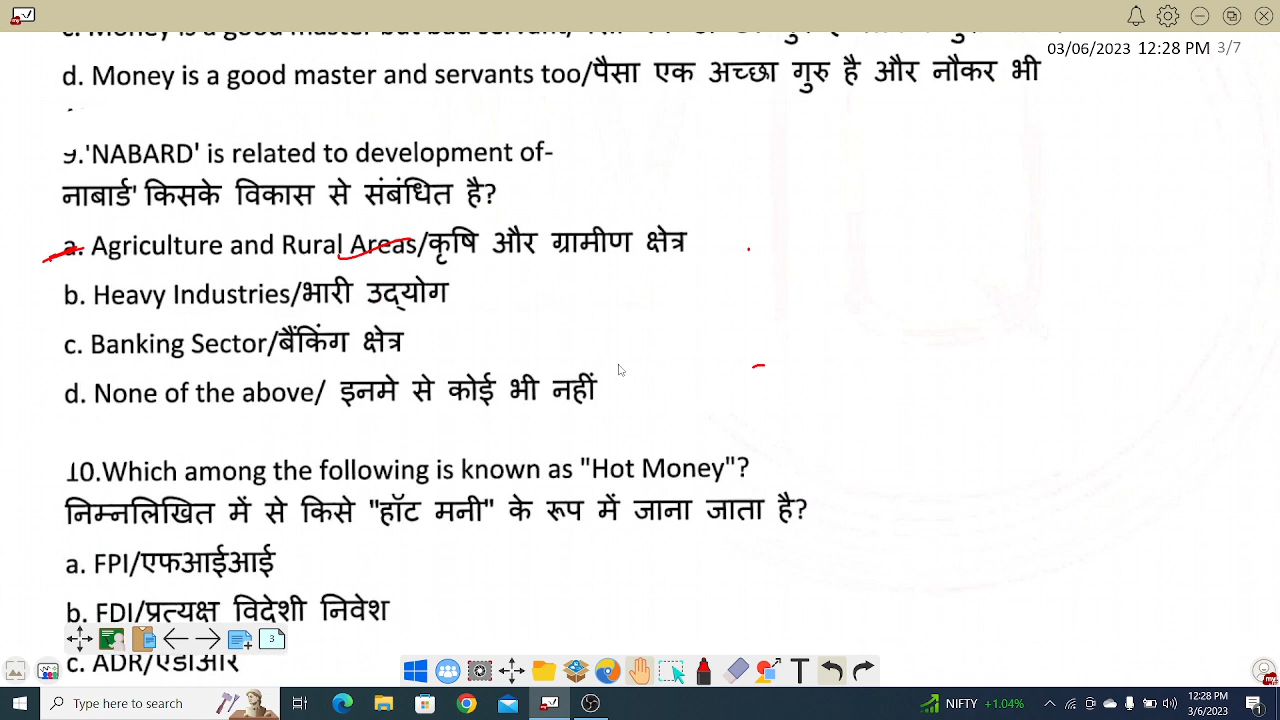 03/06/2023 12:28 PM 3/7
d. Money is a good master and servants too/पैसा एक अच्छा गुरु है और नौकर भी
9.'NABARD' is related to development of-
नाबार्ड' किसके विकास से संबंधित है?
a. Agriculture and Rural Areas/कृषि और ग्रामीण क्षेत्र
b. Heavy Industries/भारी उद्योग
c. Banking Sector/बैंकिंग क्षेत्र
d. None of the above/ इनमे से कोई भी नहीं
10.Which among the following is known as "Hot Money"?
निम्नलिखित में से किसे "हॉट मनी" के रूप में जाना जाता है?
a. FPI/एफआईआई
b. FDI/प्रत्यक्ष विदेशी निवेश
3
c. ADR/एडीआर
Type here to search
NIFTY +1.04%
12:28 PM
3/6/2023